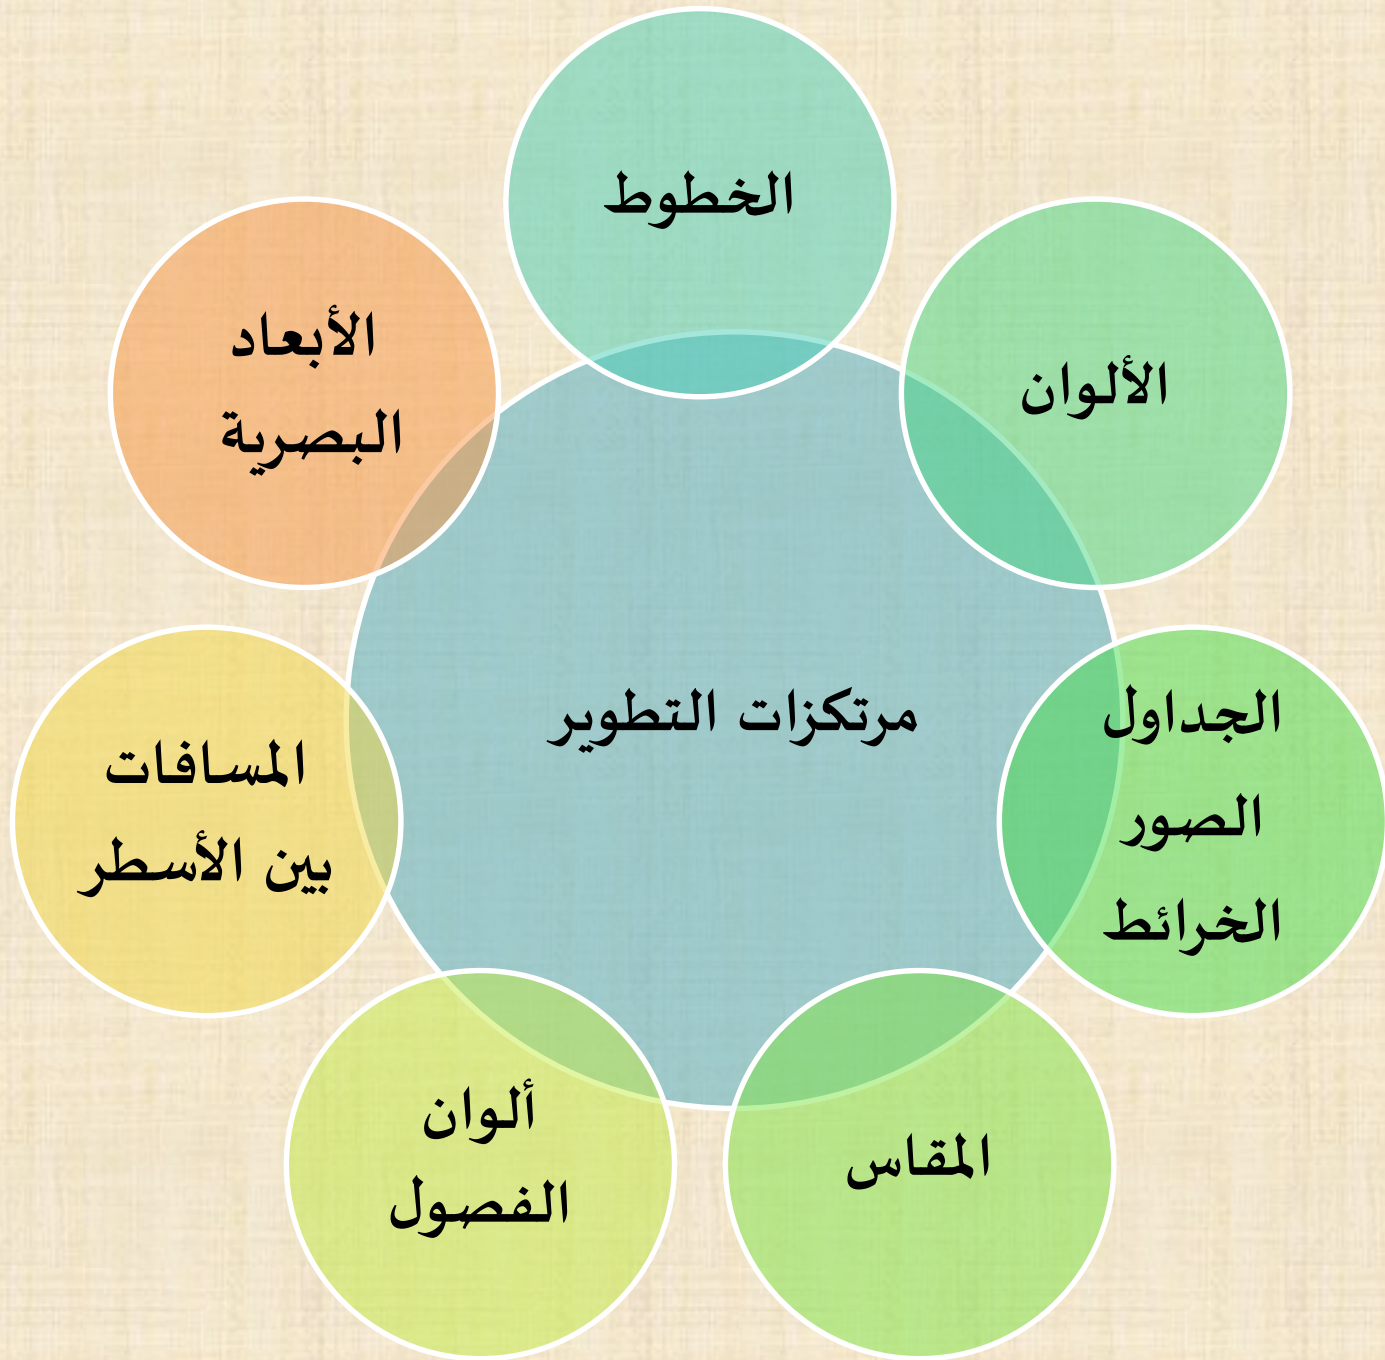 الخطوط
الألوان
الجداول
الصور
الخرائط
المقاس
ألوان
الفصول
المسافات
بين الأسطر
الأبعاد
البصرية
مرتكزات التطوير